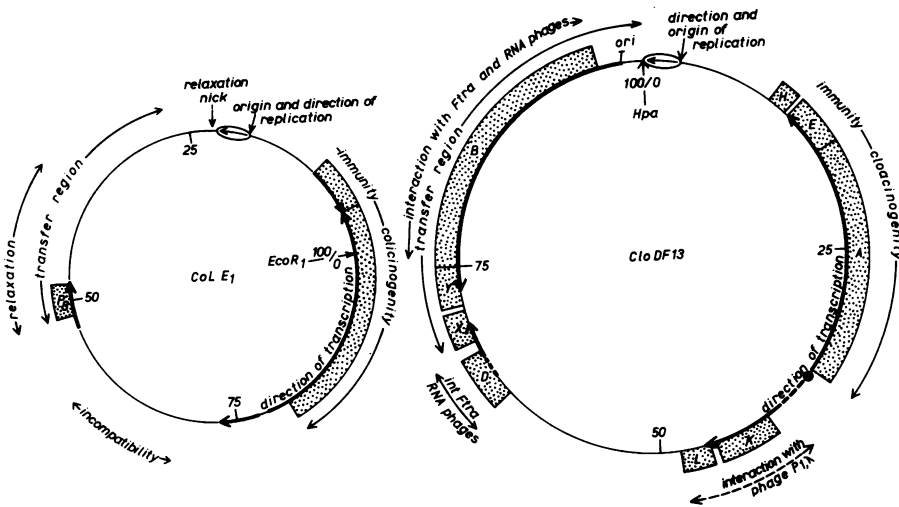 relaxation
nick
origin and direction of
replication
25
-immunity
colicinogenity
EcoR1
100/0
CoL E1
relaxation
transfer region
50
75
direction of transcription
incompatibility
interaction with Ftra and RNA phages
transfer region
ori
direction and
origin of
replication
100/0
Hpa
H
E
immunity
cloacinogenity
B
Clo DF13
25
A
75
D
int Ftra
RNA phages
50
L
direction of transcription
interaction with
phage P1,λ